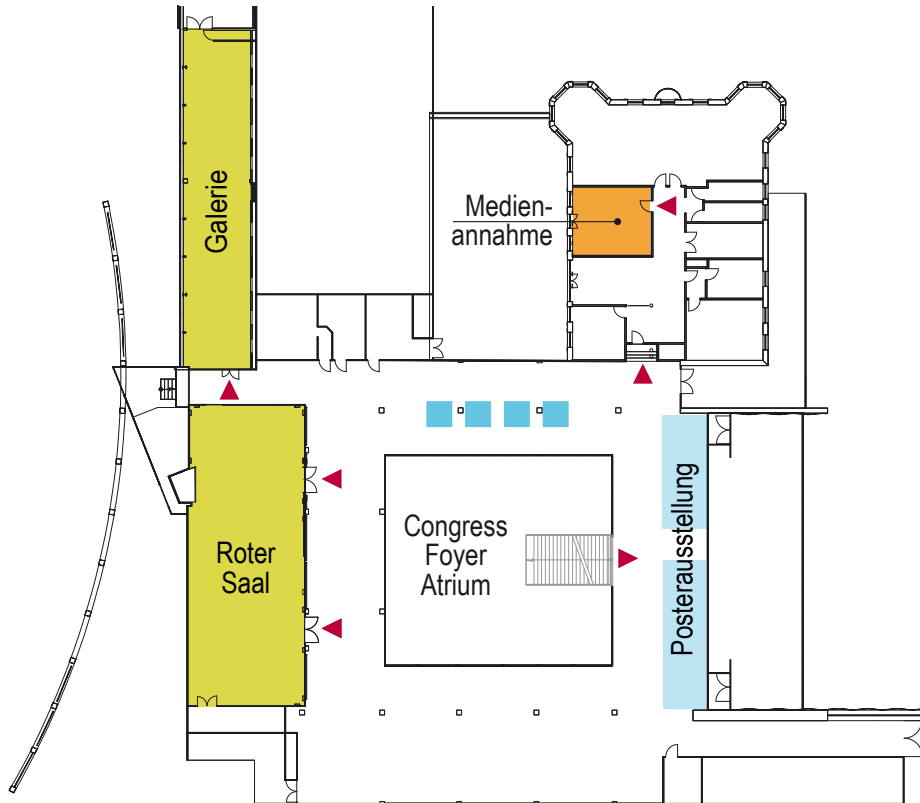 Galerie
Medien-
annahme
Roter
Saal
Congress
Foyer
Atrium
Posterausstellung